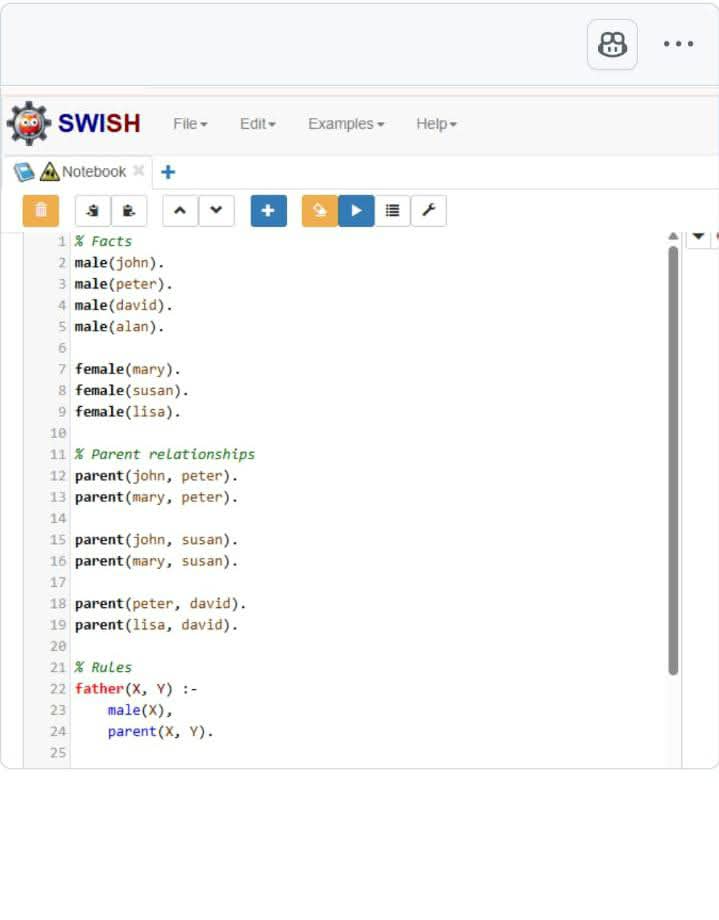 SWISH File Edit Examples Help
Notebook
1 % Facts
2 male(john).
3 male(peter).
4 male(david).
5 male(alan).
6
7 female(mary).
8 female(susan).
9 female(lisa).
10
11 % Parent relationships
12 parent(john, peter).
13 parent(mary, peter).
14
15 parent(john, susan).
16 parent(mary, susan).
17
18 parent(peter, david).
19 parent(lisa, david).
20
21 % Rules
22 father(X, Y) :-
23     male(X),
24     parent(X, Y).
25